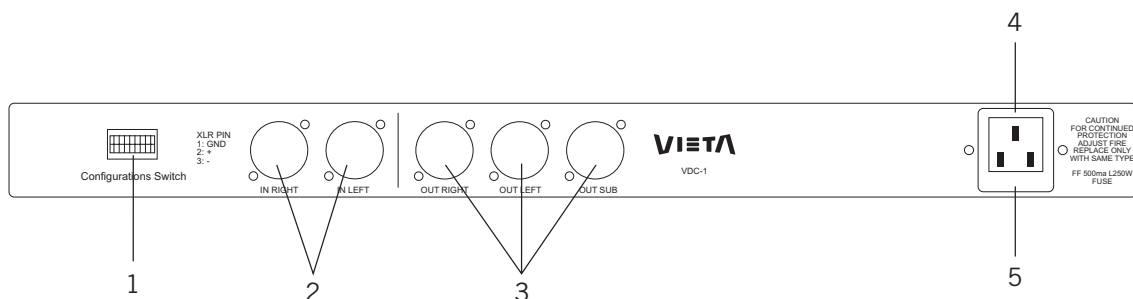 4
XLR PIN
1: GND
2: +
3: -
Configurations Switch
IN RIGHT
IN LEFT
OUT RIGHT
OUT LEFT
OUT SUB
VIETA
VDC-1
CAUTION
FOR CONTINUED
PROTECTION
ADJUST FIRE
REPLACE ONLY
WITH SAME TYPE
FF 500ma L250W
FUSE
1
2
3
5